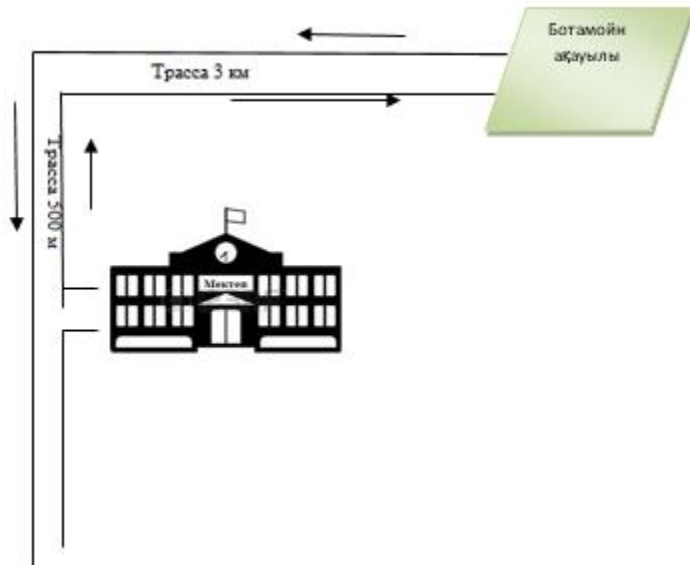 Ботамойн
ақауылы
Трасса 3 км
Трасса 500 м
Мектеп